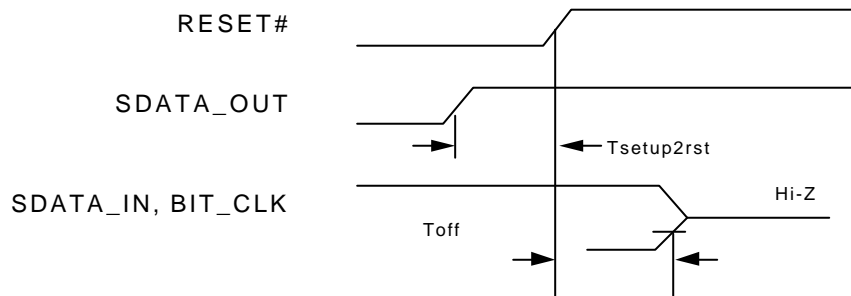 RESET#
SDATA_OUT
Tsetup2rst
SDATA_IN, BIT_CLK
Hi-Z
Toff